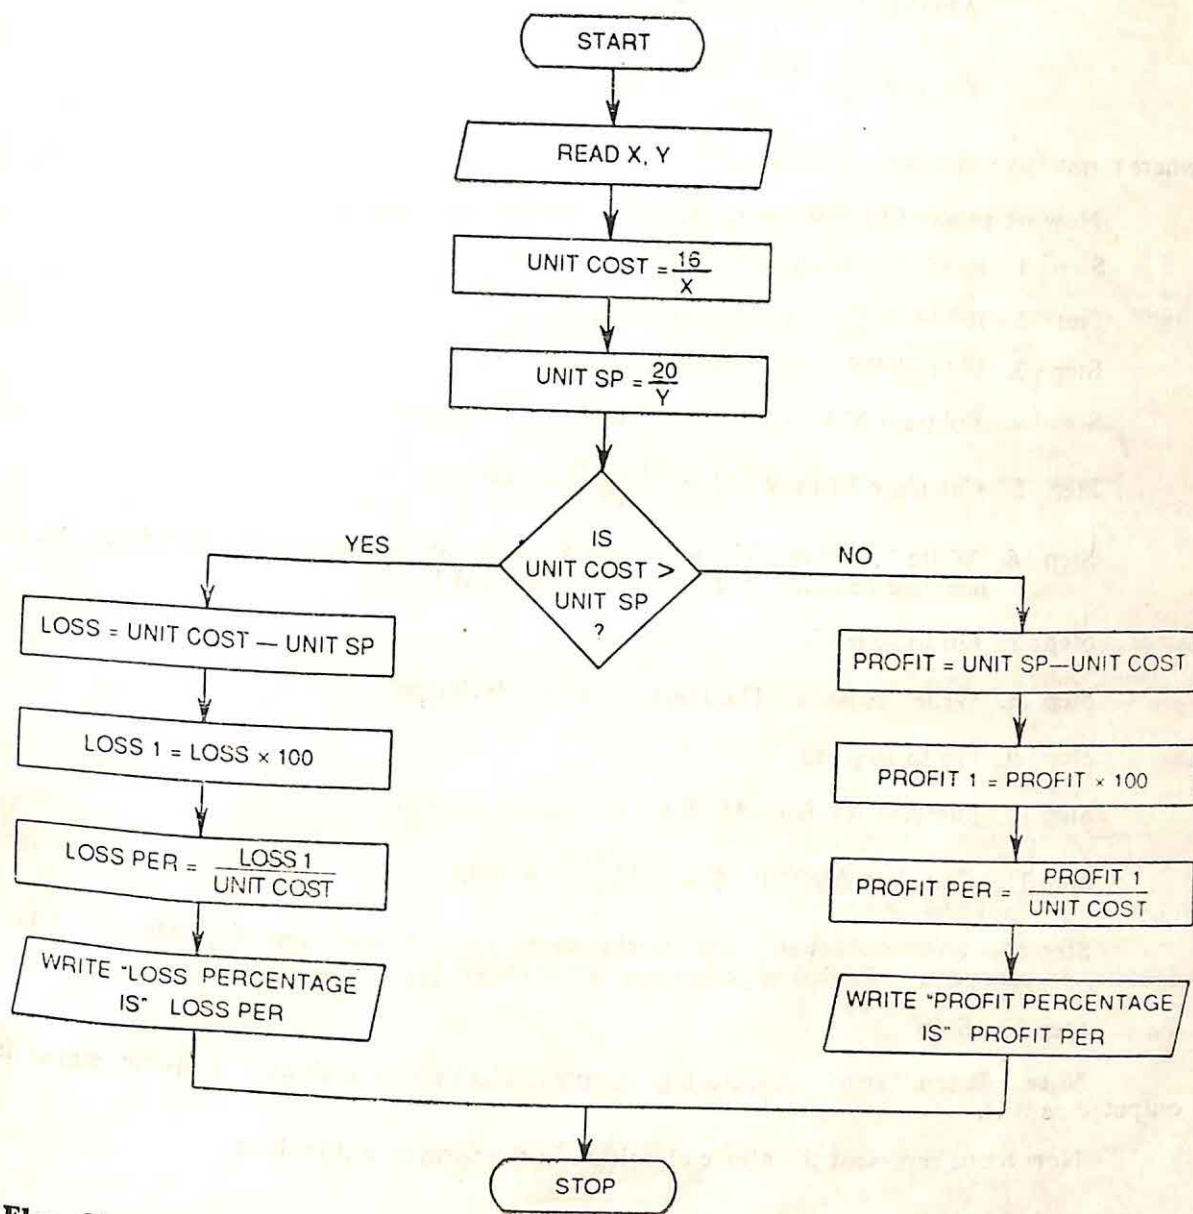 START
READ X, Y
UNIT COST = 16
X
UNIT SP = 20
Y
IS
UNIT COST >
UNIT SP
?
YES
NO
LOSS = UNIT COST — UNIT SP
LOSS 1 = LOSS × 100
LOSS PER = LOSS 1
UNIT COST
WRITE "LOSS PERCENTAGE
IS" LOSS PER
PROFIT = UNIT SP—UNIT COST
PROFIT 1 = PROFIT × 100
PROFIT PER = PROFIT 1
UNIT COST
WRITE "PROFIT PERCENTAGE
IS" PROFIT PER
STOP